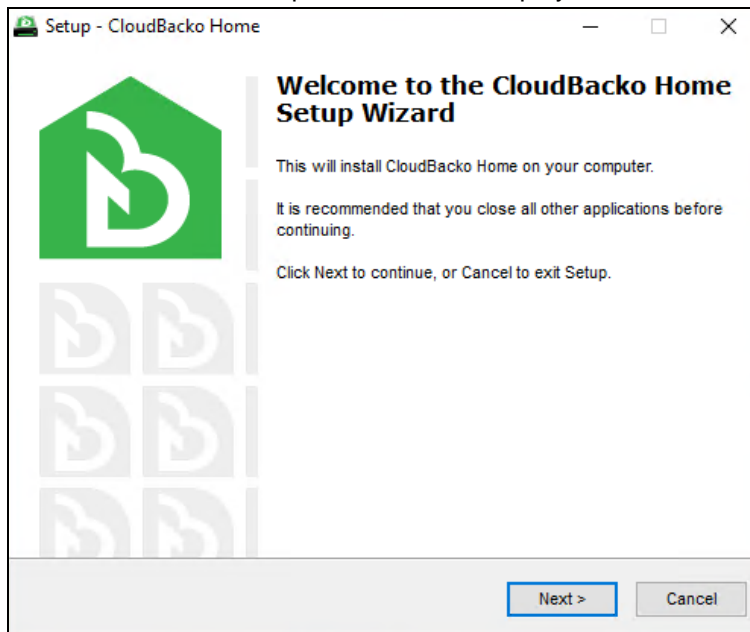 Setup - CloudBacko Home
Welcome to the CloudBacko Home
Setup Wizard
This will install CloudBacko Home on your computer.
It is recommended that you close all other applications before
continuing.
Click Next to continue, or Cancel to exit Setup.
Next >
Cancel